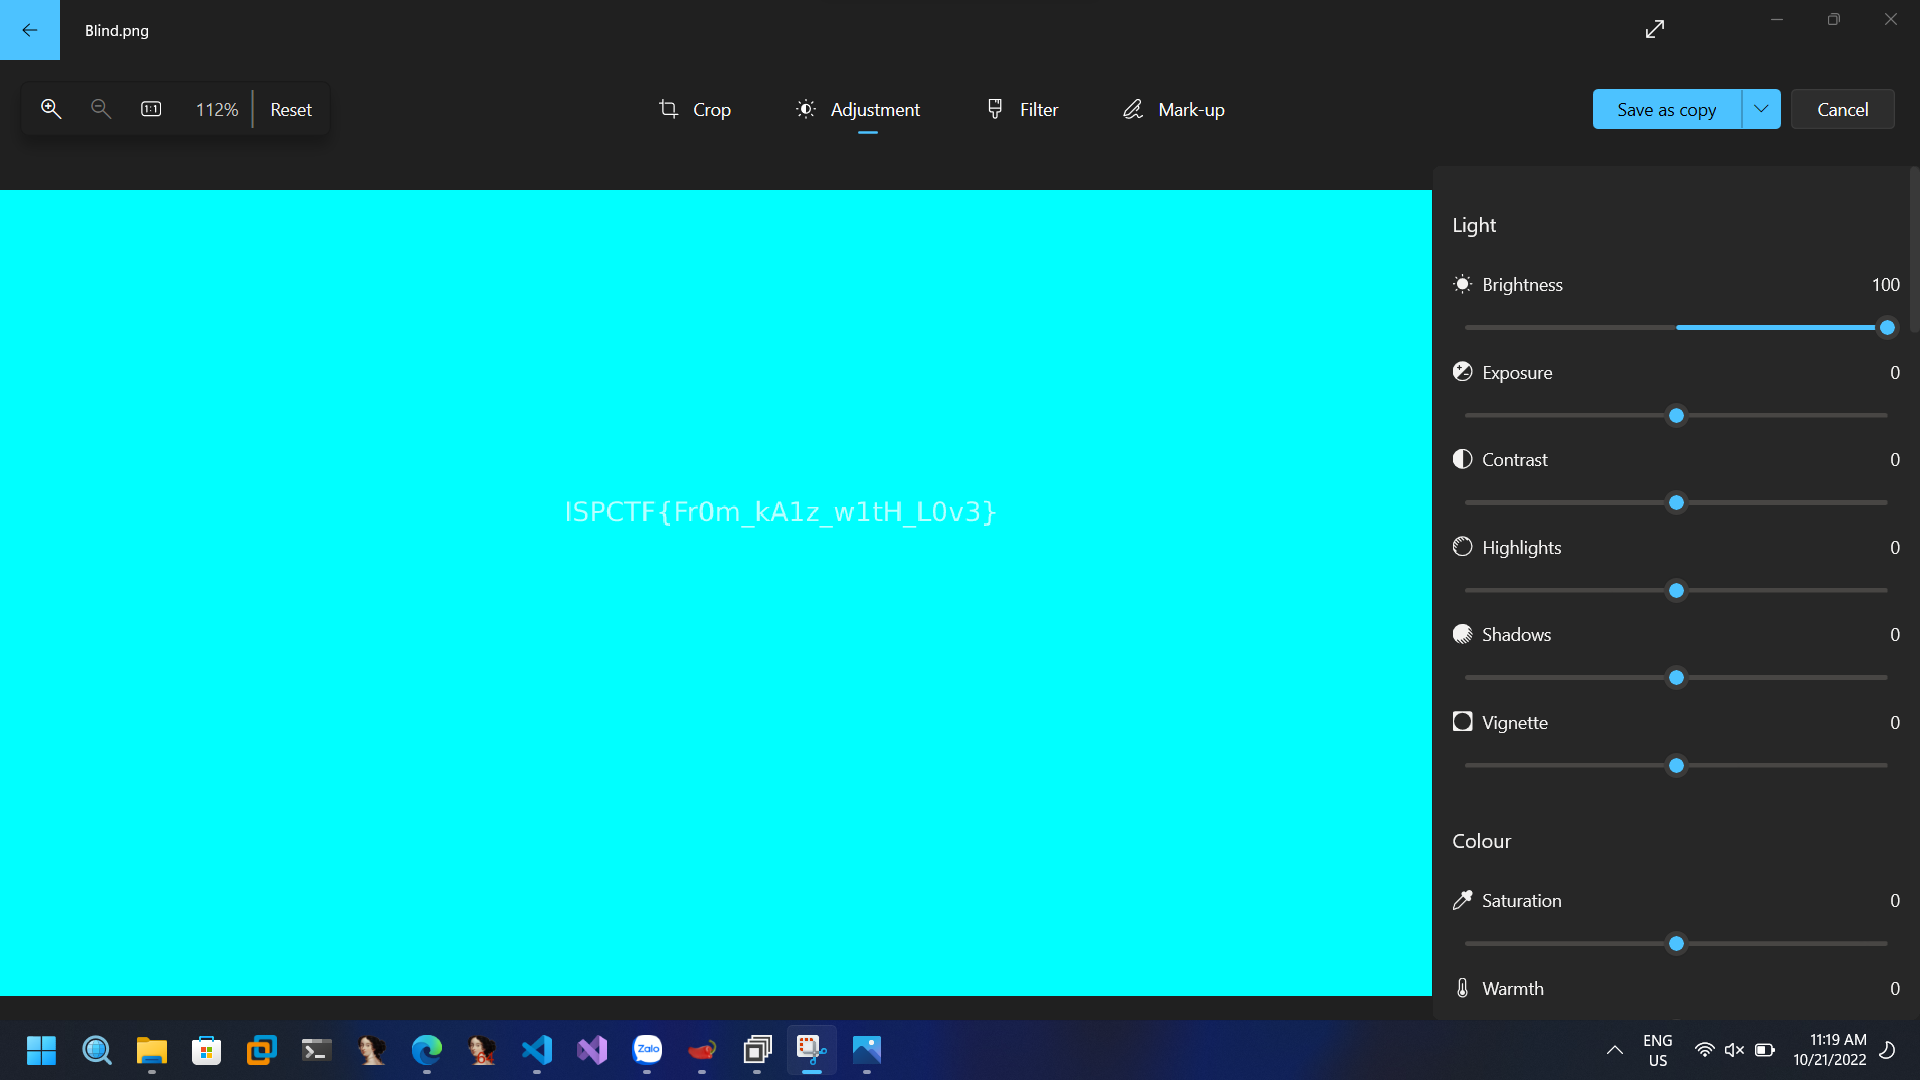 Blind.png
112%
Reset
Crop
Adjustment
Filter
Mark-up
Save as copy
Cancel
ISPCTF{Fr0m_kA1z_w1tH_L0v3}
Light
Brightness 100
Exposure 0
Contrast 0
Highlights 0
Shadows 0
Vignette 0
Colour
Saturation 0
Warmth 0
Zalo
64
ENG
US
11:19 AM
10/21/2022